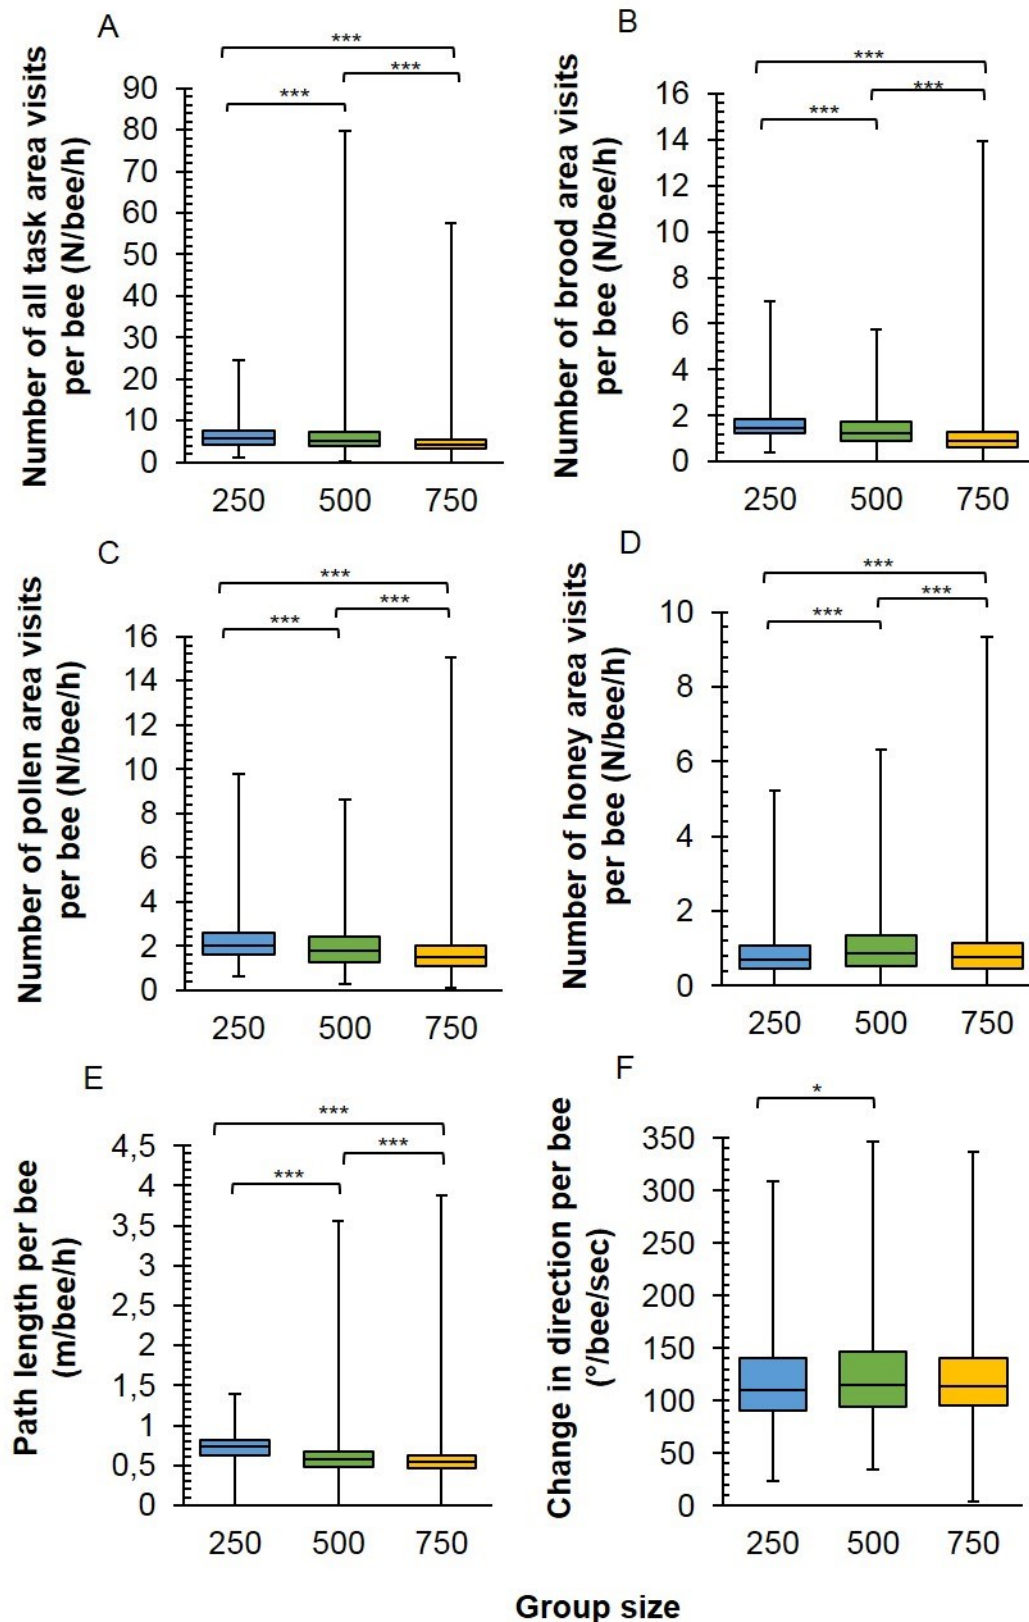 A
Number of all task area visits
per bee (N/bee/h)
***
***
***
90
80
70
60
50
40
30
20
10
0
250 500 750
B
Number of brood area visits
per bee (N/bee/h)
***
***
***
16
14
12
10
8
6
4
2
0
250 500 750
C
Number of pollen area visits
per bee (N/bee/h)
***
***
***
16
14
12
10
8
6
4
2
0
250 500 750
D
Number of honey area visits
per bee (N/bee/h)
***
***
***
10
8
6
4
2
0
250 500 750
E
Path length per bee
(m/bee/h)
***
***
***
4,5
4
3,5
3
2,5
2
1,5
1
0,5
0
250 500 750
F
Change in direction per bee
(°/bee/sec)
*
350
300
250
200
150
100
50
0
250 500 750
Group size